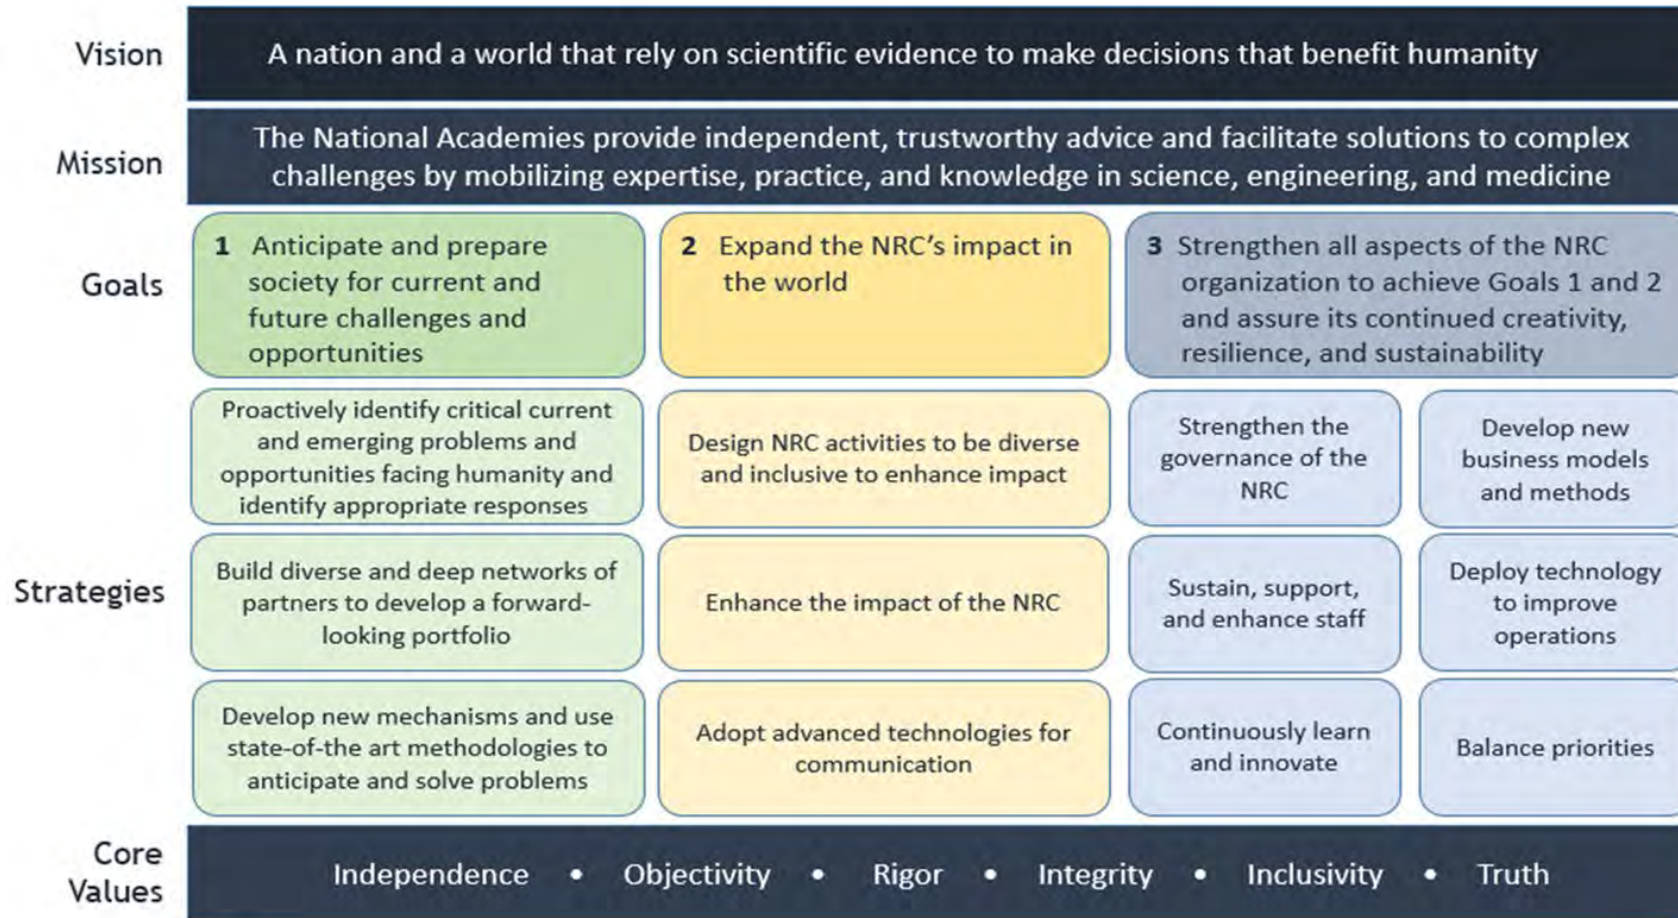 Vision
A nation and a world that rely on scientific evidence to make decisions that benefit humanity
Mission
The National Academies provide independent, trustworthy advice and facilitate solutions to complex
challenges by mobilizing expertise, practice, and knowledge in science, engineering, and medicine
Goals
1 Anticipate and prepare
society for current and
future challenges and
opportunities
2 Expand the NRC's impact in
the world
3 Strengthen all aspects of the NRC
organization to achieve Goals 1 and 2
and assure its continued creativity,
resilience, and sustainability
Strategies
Proactively identify critical current
and emerging problems and
opportunities facing humanity and
identify appropriate responses
Design NRC activities to be diverse
and inclusive to enhance impact
Strengthen the
governance of the
NRC
Develop new
business models
and methods
Build diverse and deep networks of
partners to develop a forward-
looking portfolio
Enhance the impact of the NRC
Sustain, support,
and enhance staff
Deploy technology
to improve
operations
Develop new mechanisms and use
state-of-the art methodologies to
anticipate and solve problems
Adopt advanced technologies for
communication
Continuously learn
and innovate
Balance priorities
Core
Values
Independence • Objectivity • Rigor • Integrity • Inclusivity • Truth